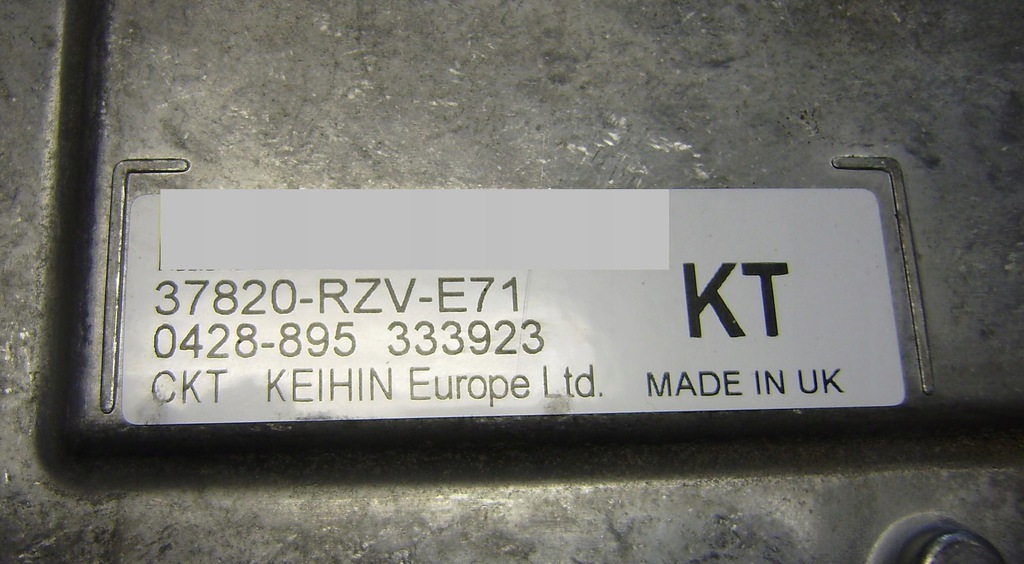 37820-RZV-E71
0428-895 333923
KT
CKT KEIHIN Europe Ltd. MADE IN UK